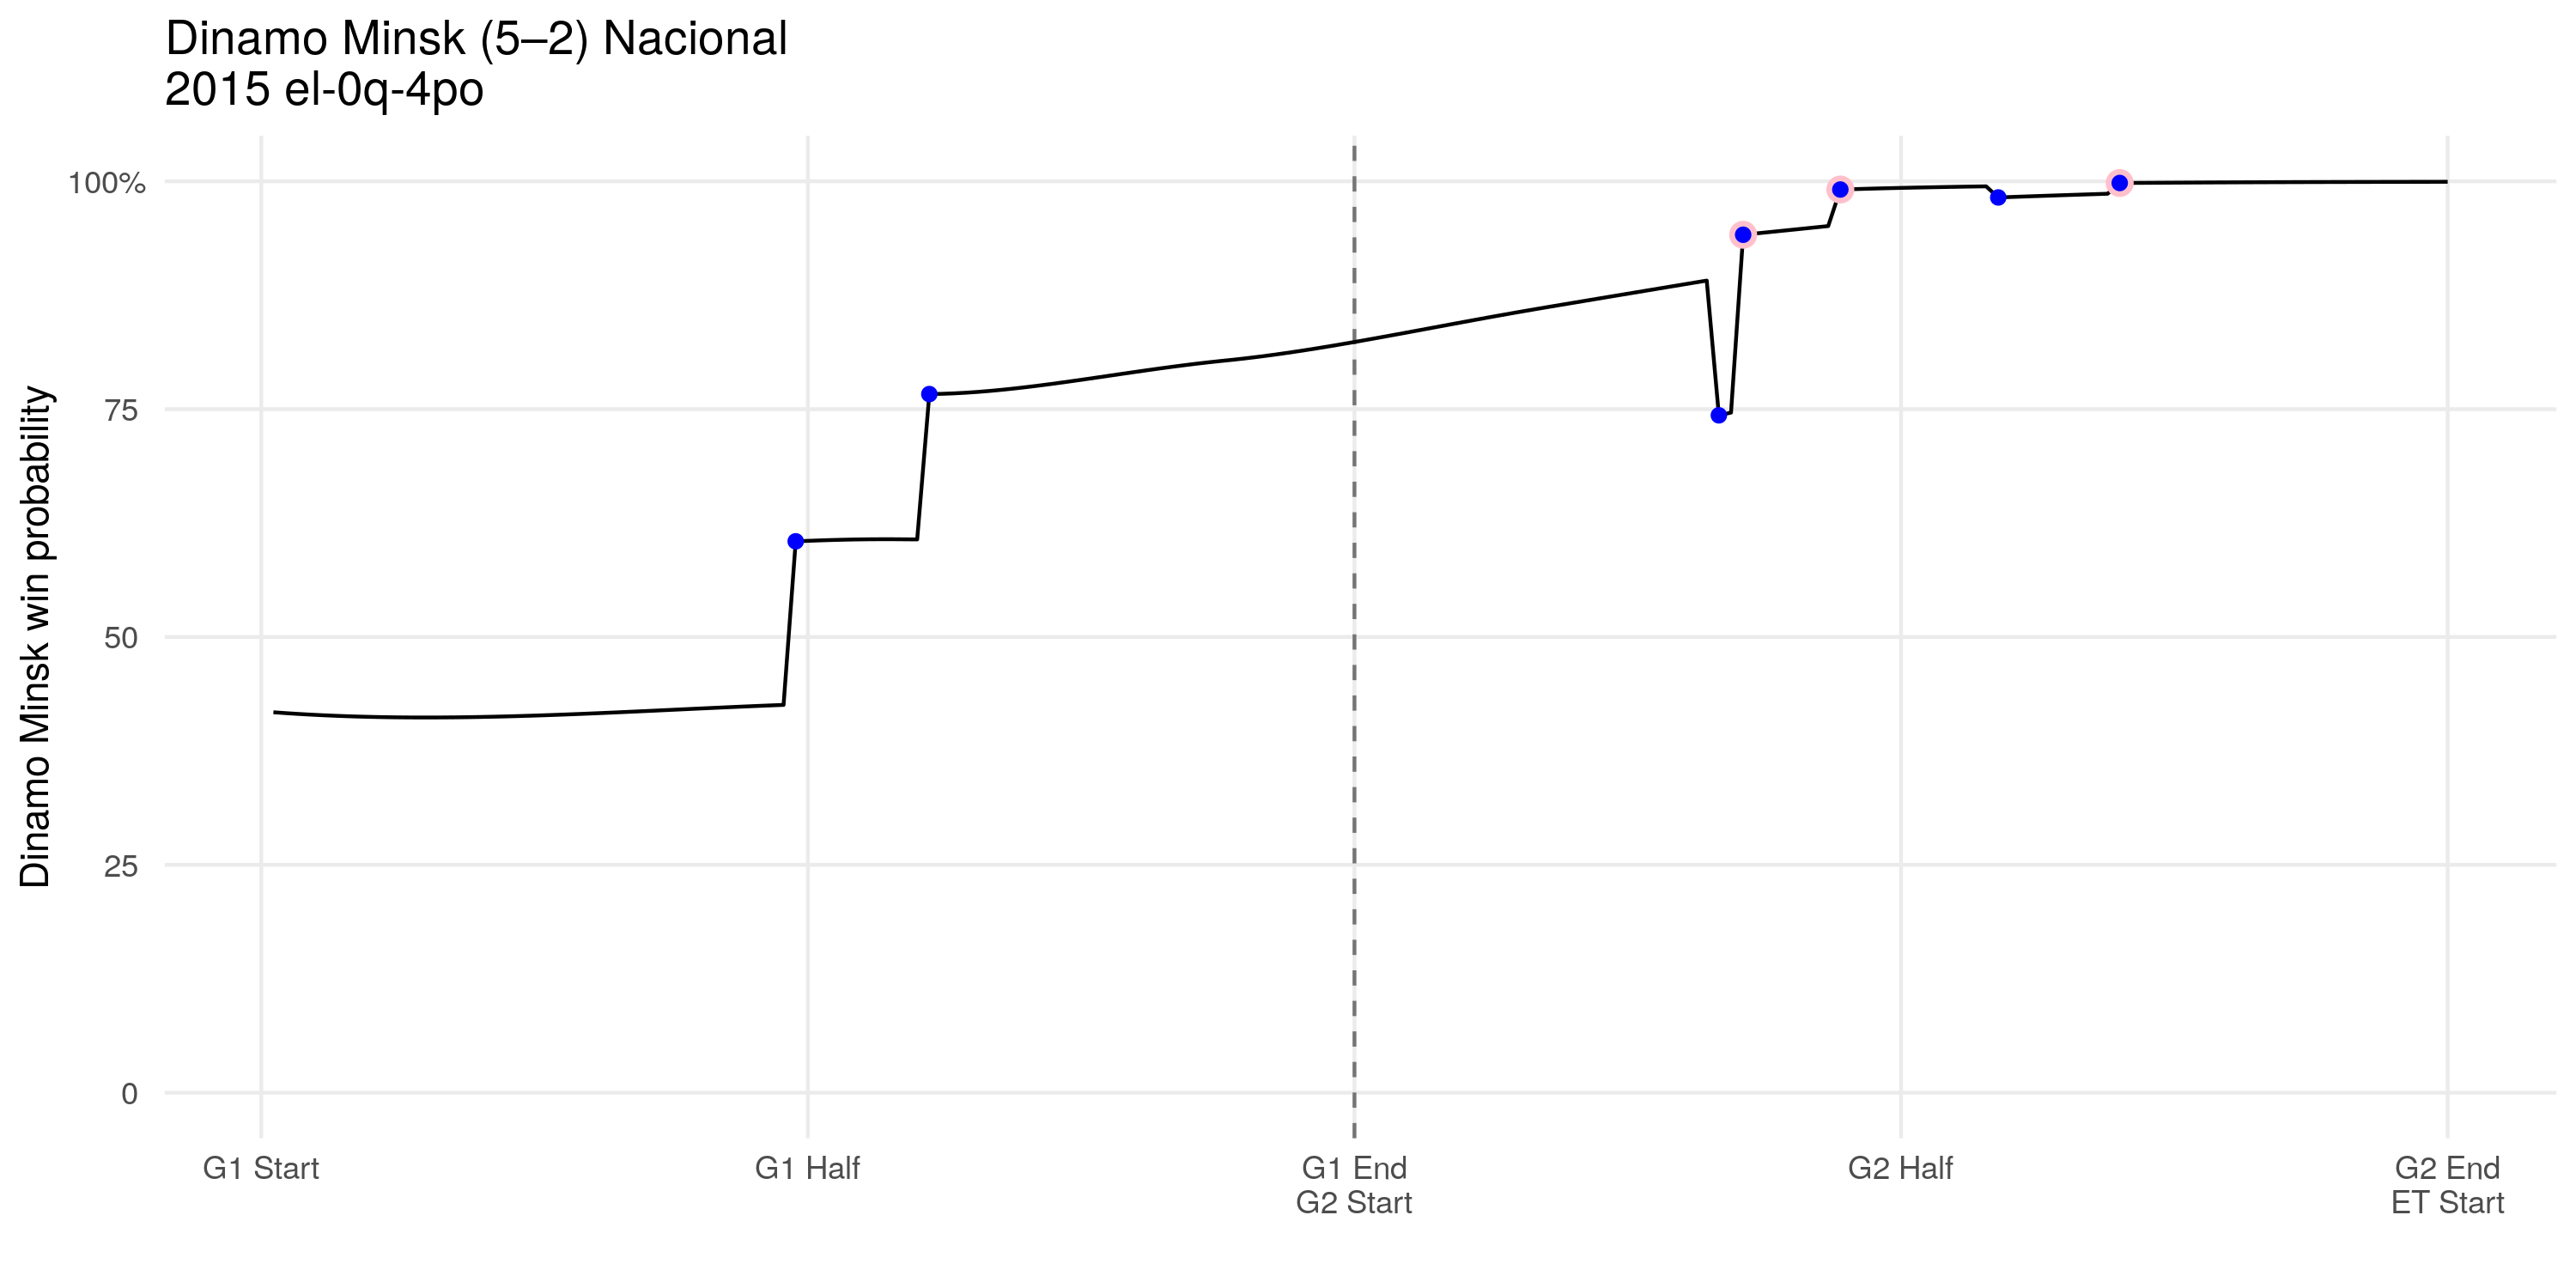 Dinamo Minsk (5–2) Nacional
2015 el-0q-4po
Dinamo Minsk win probability
100%
75
50
25
0
G1 Start
G1 Half
G1 End
G2 Start
G2 Half
G2 End
ET Start